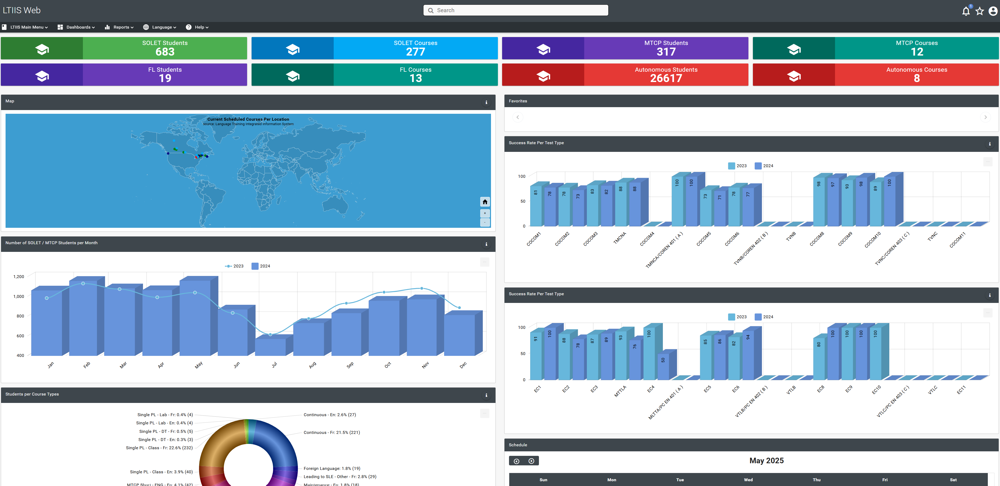 LTIIS Web
Search
1
LTIIS Main Menu
Dashboards
Reports
Language
Help
SOLET Students
683
SOLET Courses
277
MTCP Students
317
MTCP Courses
12
FL Students
19
FL Courses
13
Autonomous Students
26617
Autonomous Courses
8
Map
Current Scheduled Courses Per Location
source: Language Training Integrated Information System
+
-
Number of SOLET / MTCP Students per Month
2023
2024
1,200
1,000
800
600
400
Jan
Feb
Mar
Apr
May
Jun
Jul
Aug
Sep
Oct
Nov
Dec
Students per Course Types
Single PL - Lab - Fr: 0.4% (4)
Single PL - Lab - En: 0.4% (4)
Single PL - DT - Fr: 0.5% (5)
Single PL - DT - En: 0.3% (3)
Single PL - Class - Fr: 22.6% (232)
Single PL - Class - En: 3.9% (40)
MTCP Short - ENG - En: 4.1% (42)
Continuous - En: 2.6% (27)
Continuous - Fr: 21.5% (221)
Foreign Language: 1.8% (19)
Leading to SLE - Other - Fr: 2.8% (29)
Maintenance - En: 1.8% (18)
Favorites
Success Rate Per Test Type
2023
2024
100
50
0
81
78
78
73
83
82
88
88
100
100
73
71
78
77
98
97
93
98
89
100
COCOM1
COCOM2
COCOM3
TMCNA
COCOM4
TMNCA/COREN 401 ( A )
COCOM5
COCOM6
TVNB/COREN 402 ( B )
TVNB
COCOM8
COCOM9
COCOM10
TVNC/COREN 403 ( C )
TVNC
COCOM11
Success Rate Per Test Type
2023
2024
100
50
0
91
100
88
78
87
89
93
76
100
50
85
86
82
94
80
100
100
100
100
EC1
EC2
EC3
MTTLA
EC4
MLTTA/PC EN 401 ( A )
EC5
EC6
VTLB/PC EN 402 ( B )
VTLB
EC8
EC9
EC10
VTLC/PC EN 403 ( C )
VTLC
EC11
Schedule
May 2025
Sun
Mon
Tue
Wed
Thu
Fri
Sat